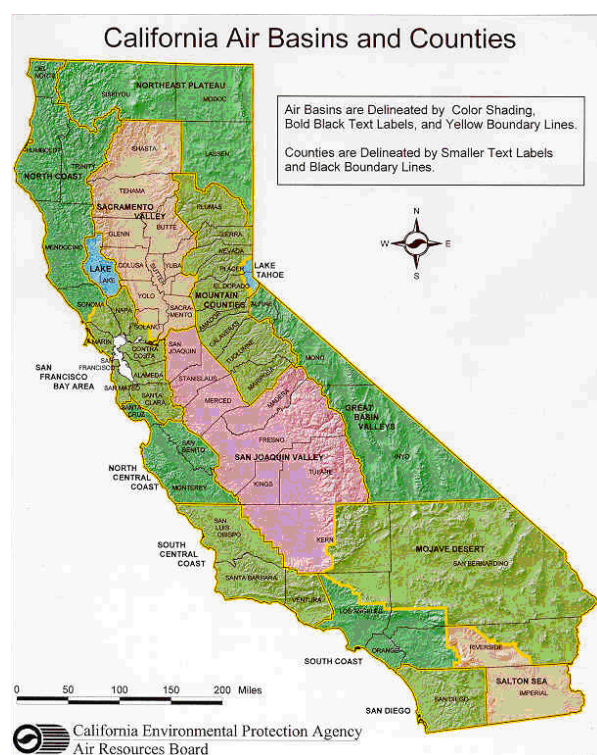 California Air Basins and Counties
Air Basins are Delineated by Color Shading,
Bold Black Text Labels, and Yellow Boundary Lines.
Counties are Delineated by Smaller Text Labels
and Black Boundary Lines.
N
W
E
S
NORTHEAST PLATEAU
SISKIYOU
MODOC
HUMBOLDT
TRINITY
SHASTA
LASSEN
NORTH COAST
TEHAMA
PLUMAS
SACRAMENTO
VALLEY
BUTTE
GLENN
SIERRA
MENDOCINO
NEVADA
LAKE
LAKE
COLUSA
SUTTER
YUBA
PLACER
LAKE
TAHOE
EL DORADO
MOUNTAIN
COUNTIES
ALPINE
YOLO
SACRA-
MENTO
SONOMA
NAPA
SOLANO
AMADOR
CALAVERAS
TUOLUMNE
MARIPOSA
MONO
MARIN
CONTRA
COSTA
SAN
JOAQUIN
SAN
FRANCISCO
SAN
FRANCISCO
BAY AREA
ALAMEDA
STANISLAUS
SAN MATEO
SANTA
CLARA
MERCED
MADERA
SANTA
CRUZ
GREAT
BASIN
VALLEYS
SAN
BENITO
FRESNO
SAN JOAQUIN VALLEY
INYO
TULARE
NORTH
CENTRAL
COAST
MONTEREY
KINGS
SAN
LUIS
OBISPO
KERN
SOUTH
CENTRAL
COAST
MOJAVE DESERT
SAN BERNARDINO
SANTA BARBARA
VENTURA
LOS ANGELES
ORANGE
RIVERSIDE
SOUTH COAST
SALTON SEA
IMPERIAL
SAN DIEGO
SAN DIEGO
0 50 100 150 200 Miles
California Environmental Protection Agency
Air Resources Board